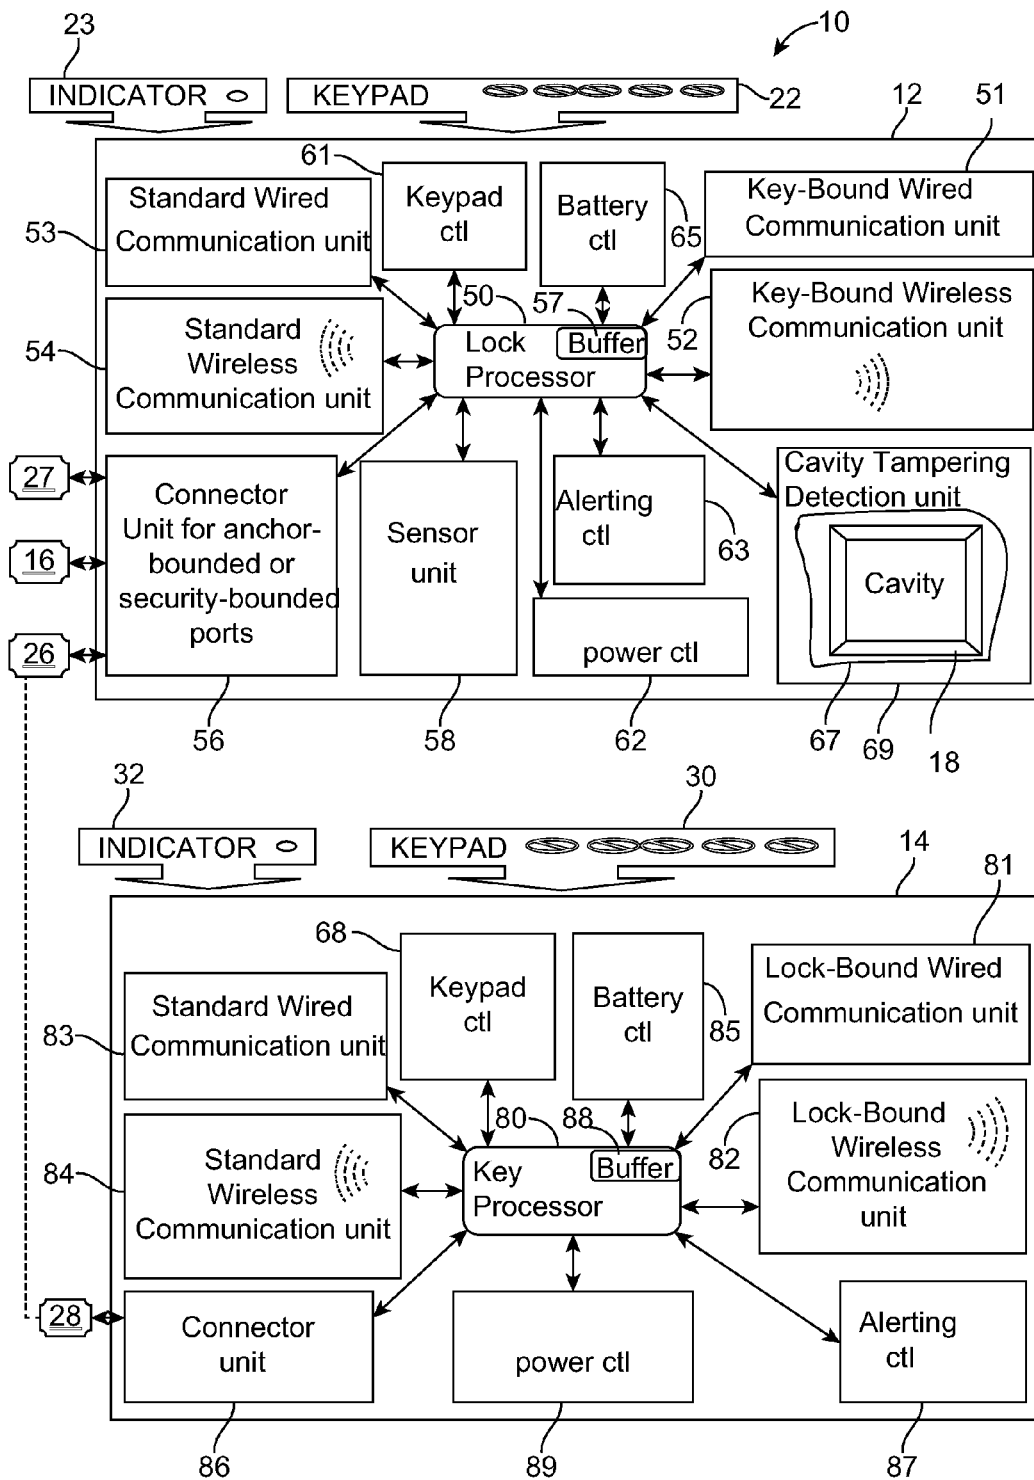 10
23
INDICATOR
KEYPAD
22
12
51
61
Standard Wired
Communication unit
53
Keypad
ctl
Battery
ctl
65
Key-Bound Wired
Communication unit
50
57
Lock
Processor
Buffer
52
Key-Bound Wireless
Communication unit
54
Standard
Wireless
Communication unit
27
16
26
Connector
Unit for anchor-
bounded or
security-bounded
ports
Sensor
unit
Alerting
ctl
63
power ctl
Cavity Tampering
Detection unit
Cavity
56
58
62
67
69
18
32
INDICATOR
30
KEYPAD
14
81
68
Standard Wired
Communication unit
83
Keypad
ctl
Battery
ctl
85
Lock-Bound Wired
Communication unit
80
88
Key
Processor
Buffer
82
Lock-Bound
Wireless
Communication
unit
84
Standard
Wireless
Communication unit
28
Connector
unit
power ctl
Alerting
ctl
86
89
87